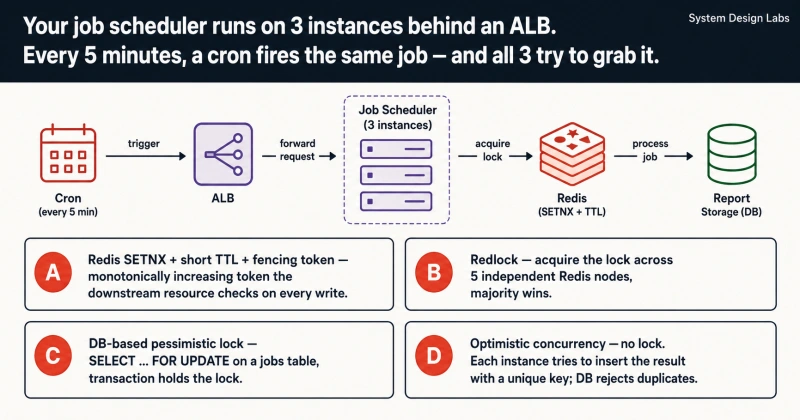 Your job scheduler runs on 3 instances behind an ALB.
Every 5 minutes, a cron fires the same job – and all 3 try to grab it.
System Design Labs
Cron
(every 5 min)
trigger
ALB
forward
request
Job Scheduler
(3 instances)
acquire
lock
Redis
(SETNX + TTL)
process
job
Report
Storage (DB)
A
Redis SETNX + short TTL + fencing token —
monotonically increasing token the
downstream resource checks on every write.
B
Redlock — acquire the lock across
5 independent Redis nodes,
majority wins.
C
DB-based pessimistic lock —
SELECT ... FOR UPDATE on a jobs table,
transaction holds the lock.
D
Optimistic concurrency — no lock.
Each instance tries to insert the result
with a unique key; DB rejects duplicates.